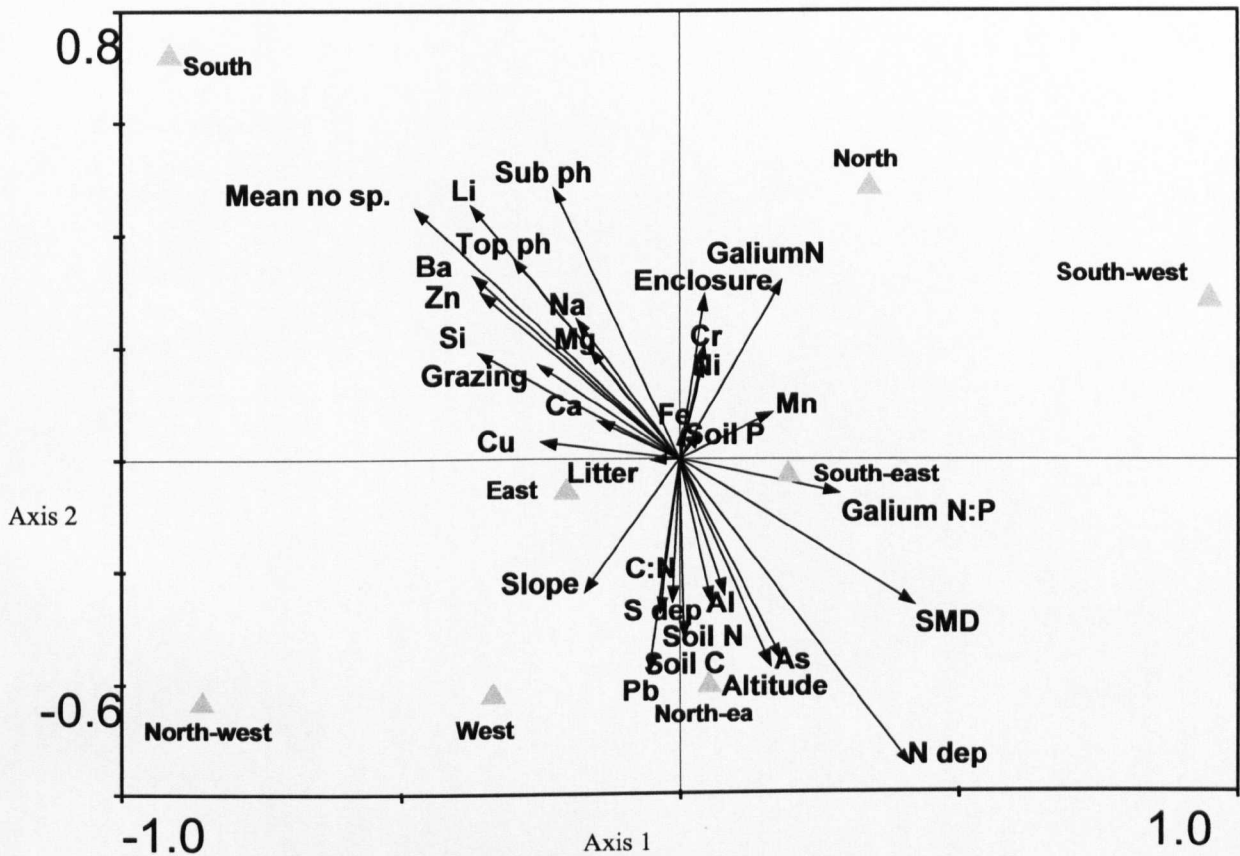 0.8
South
North
Sub ph
Li
Mean no sp.
Top ph
GaliumN
Ba
Enclosure
South-west
Zn
Na
Si
Mg
Cr
Ni
Grazing
Ca
Fe
Mn
Soil P
Cu
Litter
South-east
East
Galium N:P
Axis 2
C:N
Slope
S dep
Al
SMD
Soil N
Soil C
As
Pb
Altitude
-0.6
North-ea
North-west
West
N dep
-1.0
Axis 1
1.0